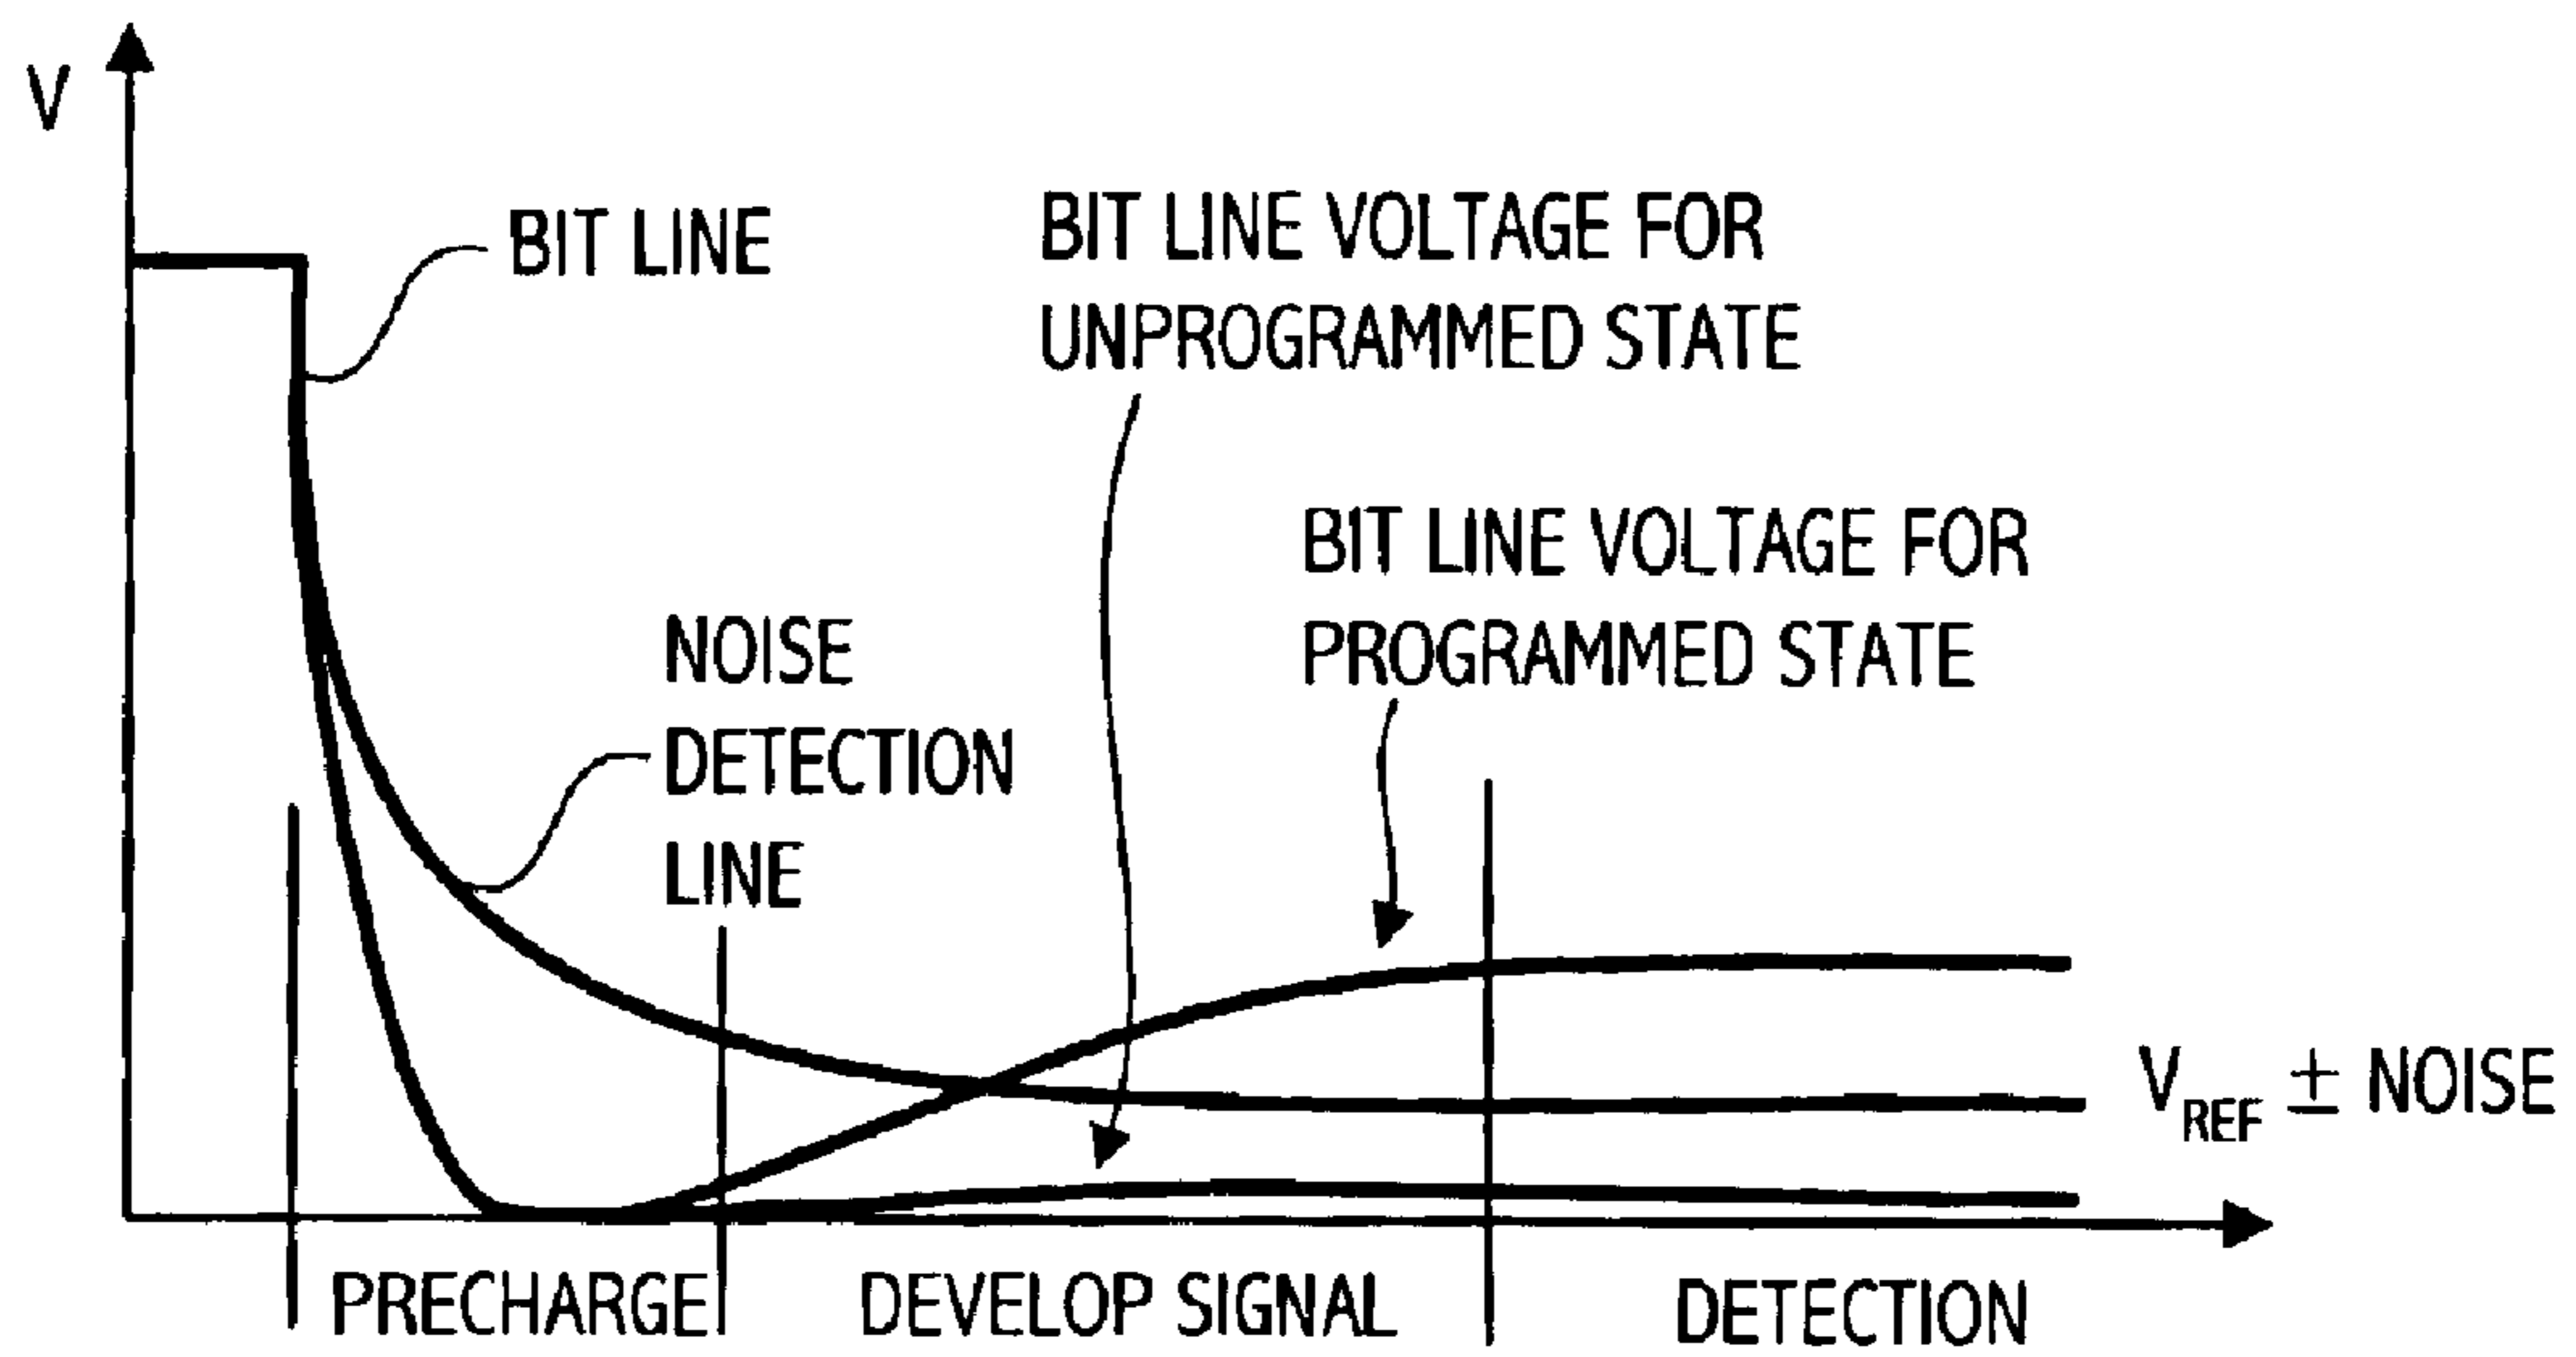 V
BIT LINE
BIT LINE VOLTAGE FOR
UNPROGRAMMED STATE
BIT LINE VOLTAGE FOR
PROGRAMMED STATE
NOISE
DETECTION
LINE
VREF ± NOISE
PRECHARGE
DEVELOP SIGNAL
DETECTION